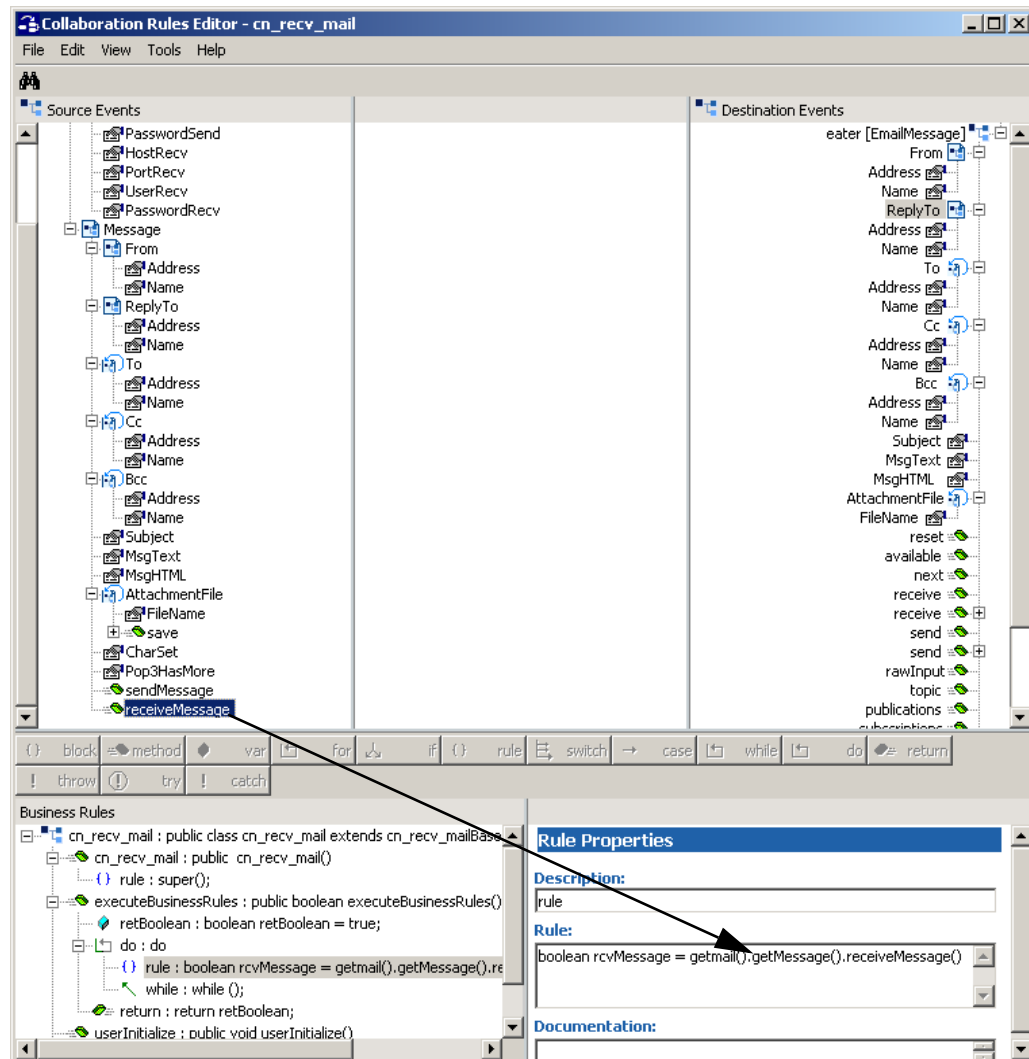 Collaboration Rules Editor - cn_recv_mail
File Edit View Tools Help
Source Events
PasswordSend
HostRecv
PortRecv
UserRecv
PasswordRecv
Message
From
Address
Name
ReplyTo
Address
Name
To
Address
Name
Cc
Address
Name
Bcc
Address
Name
Subject
MsgText
MsgHTML
AttachmentFile
FileName
save
CharSet
Pop3HasMore
sendMessage
receiveMessage
Destination Events
eater [EmailMessage]
From
Address
Name
ReplyTo
Address
Name
To
Address
Name
Cc
Address
Name
Bcc
Address
Name
Subject
MsgText
MsgHTML
AttachmentFile
FileName
reset
available
next
receive
receive
send
send
rawInput
topic
publications
subscriptions
{} block method var for if {} rule switch case while do return
! throw try ! catch
Business Rules
cn_recv_mail : public class cn_recv_mail extends cn_recv_mailBase
cn_recv_mail : public cn_recv_mail()
{} rule : super();
executeBusinessRules : public boolean executeBusinessRules()
retBoolean : boolean retBoolean = true;
do : do
{} rule : boolean rcvMessage = getmail().getMessage().re
while : while ();
return : return retBoolean;
userInitialize : public void userInitialize()
Rule Properties
Description:
rule
Rule:
boolean rcvMessage = getmail().getMessage().receiveMessage()
Documentation: